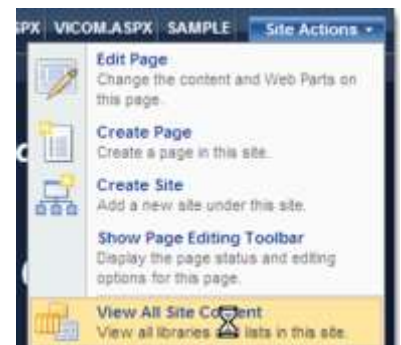 PX VICOM.ASPX SAMPLE Site Actions
Edit Page
Change the content and Web Parts on
this page.
Create Page
Create a page in this site.
Create Site
Add a new site under this site.
Show Page Editing Toolbar
Display the page status and editing
options for this page.
View All Site Content
View all libraries lists in this site.